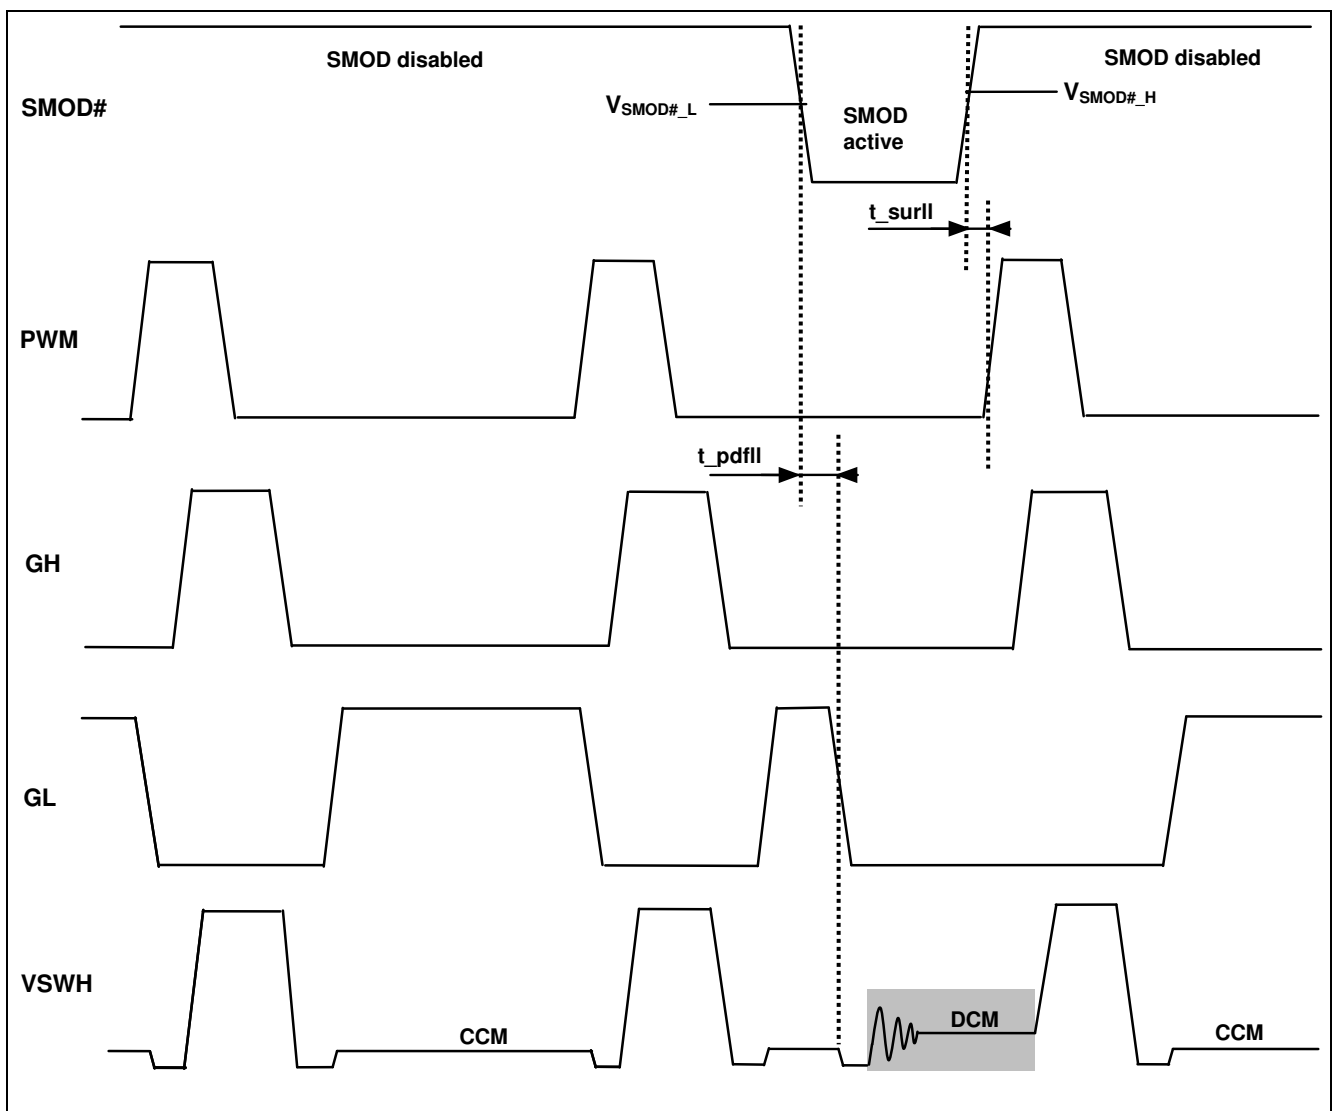 SMOD disabled
SMOD disabled
SMOD#
VSMOD#_L
SMOD
active
VSMOD#_H
t_surll
PWM
t_pdfll
GH
GL
VSWH
CCM
DCM
CCM